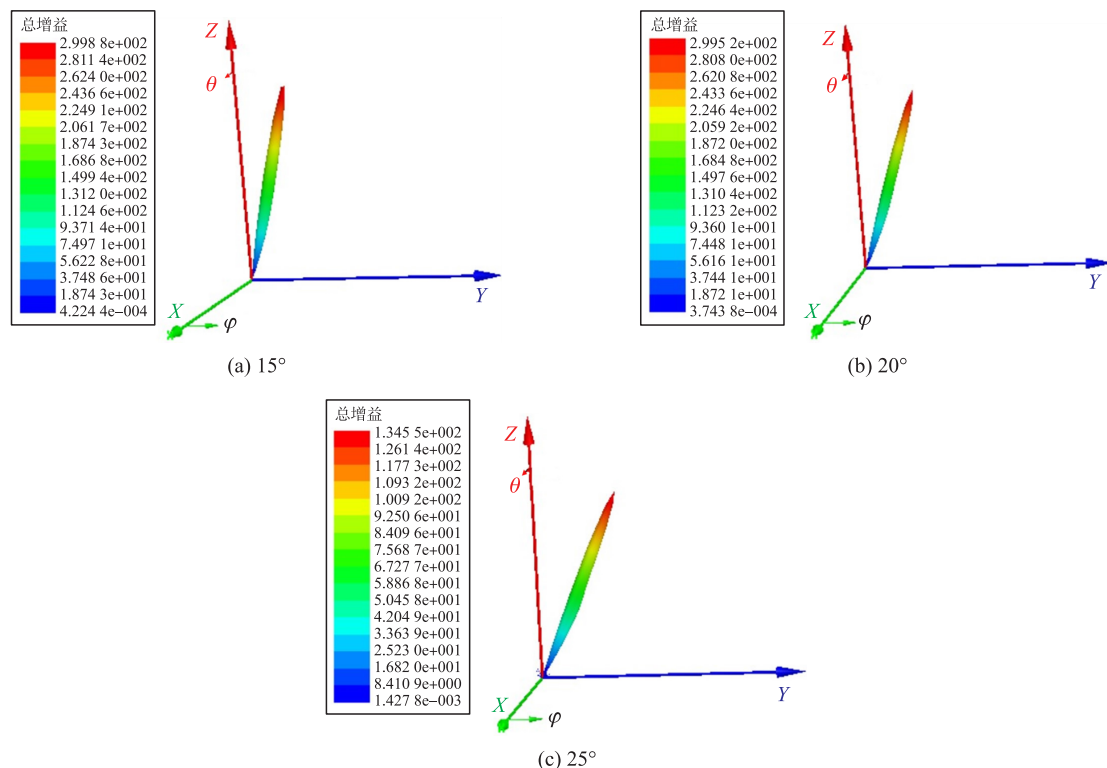 总增益
2.998 8e+002
2.811 4e+002
2.624 0e+002
2.436 6e+002
2.249 1e+002
2.061 7e+002
1.874 3e+002
1.686 8e+002
1.499 4e+002
1.312 0e+002
1.124 6e+002
9.371 4e+001
7.497 1e+001
5.622 8e+001
3.748 6e+001
1.874 3e+001
4.224 4e-004
Z
θ
Y
X
φ
(a) 15°
总增益
2.995 2e+002
2.808 0e+002
2.620 8e+002
2.433 6e+002
2.246 4e+002
2.059 2e+002
1.872 0e+002
1.684 8e+002
1.497 6e+002
1.310 4e+002
1.123 2e+002
9.360 1e+001
7.448 1e+001
5.616 1e+001
3.744 1e+001
1.872 1e+001
3.743 8e-004
Z
θ
Y
X
φ
(b) 20°
总增益
1.345 5e+002
1.261 4e+002
1.177 3e+002
1.093 2e+002
1.009 2e+002
9.250 6e+001
8.409 6e+001
7.568 7e+001
6.727 7e+001
5.886 8e+001
5.045 8e+001
4.204 9e+001
3.363 9e+001
2.523 0e+001
1.682 0e+001
8.410 9e+000
1.427 8e−003
Z
θ
Y
X
φ
(c) 25°